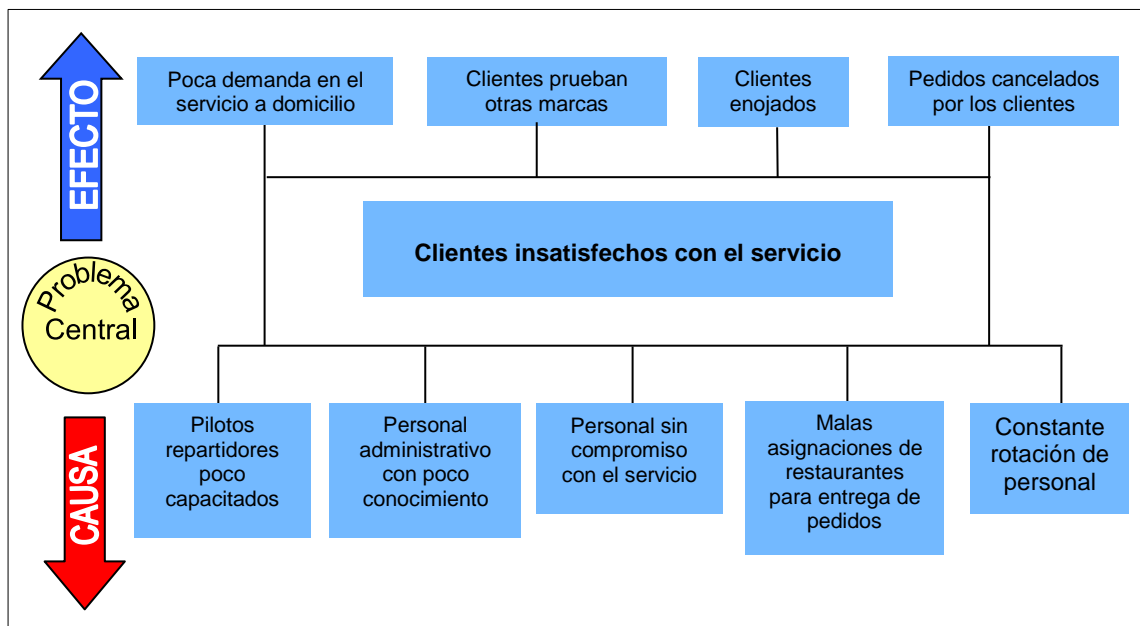 EFECTO
Poca demanda en el
servicio a domicilio
Clientes prueban
otras marcas
Clientes
enojados
Pedidos cancelados
por los clientes
Problema
Central
Clientes insatisfechos con el servicio
CAUSA
Pilotos
repartidores
poco
capacitados
Personal
administrativo
con poco
conocimiento
Personal sin
compromiso
con el servicio
Malas
asignaciones de
restaurantes
para entrega de
pedidos
Constante
rotación de
personal